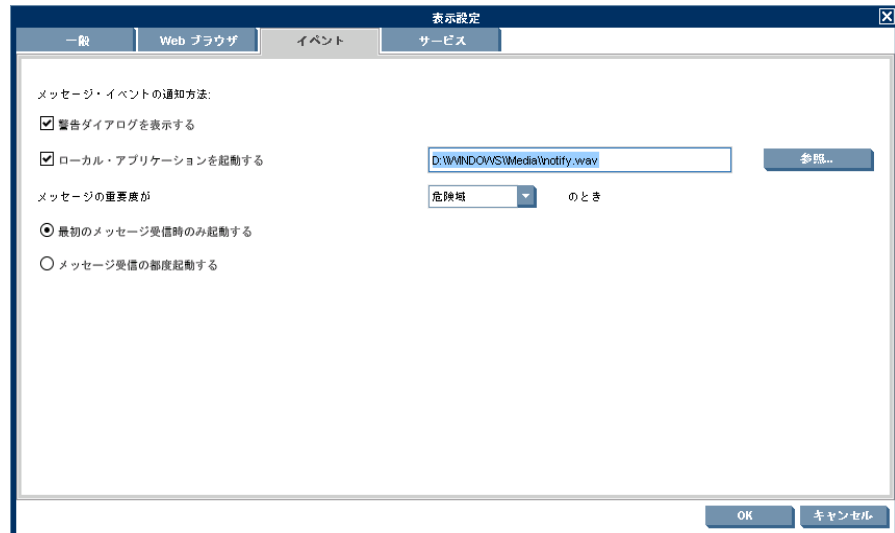 表示設定
一般 Web ブラウザ イベント サービス
メッセージ・イベントの通知方法:
警告ダイアログを表示する
ローカル・アプリケーションを起動する D:\\WINDOWS\\Media\\notify.wav 参照...
メッセージの重要度が 危険域 のとき
最初のメッセージ受信時のみ起動する
メッセージ受信の都度起動する
OK キャンセル